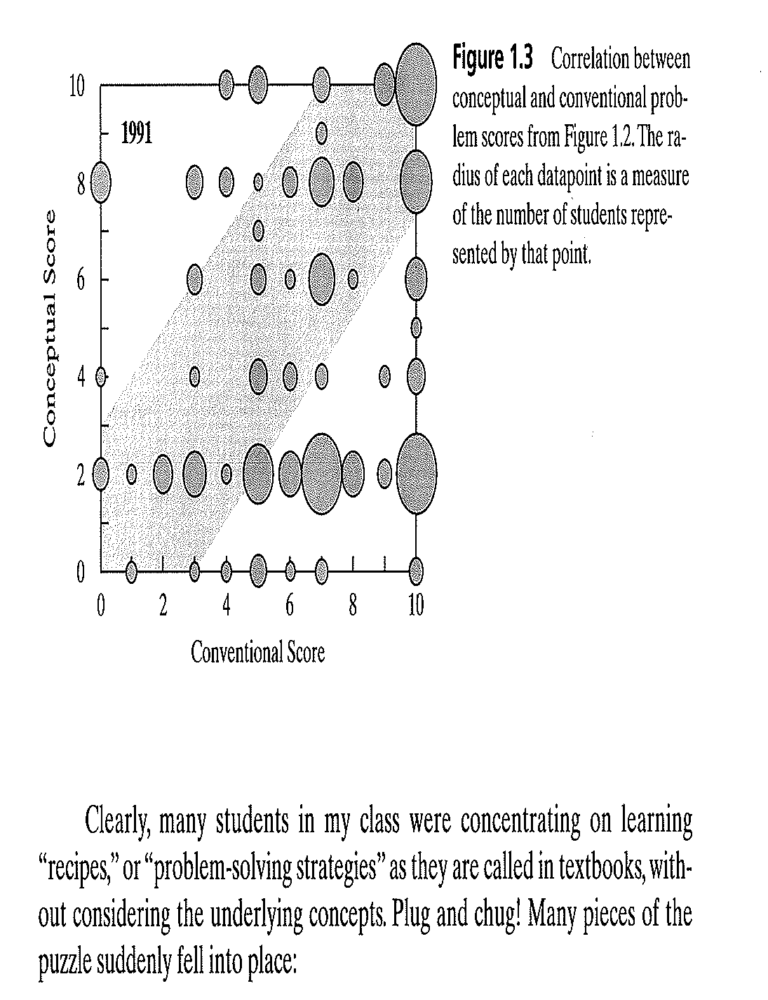 Figure 1.3 Correlation between
conceptual and conventional prob-
lem scores from Figure 1.2. The ra-
dius of each datapoint is a measure
of the number of students repre-
sented by that point.
10
1991
8
6
4
2
0
Conceptual Score
0 2 4 6 8 10
Conventional Score
Clearly, many students in my class were concentrating on learning
“recipes,” or “problem-solving strategies” as they are called in textbooks, with-
out considering the underlying concepts. Plug and chug! Many pieces of the
puzzle suddenly fell into place: